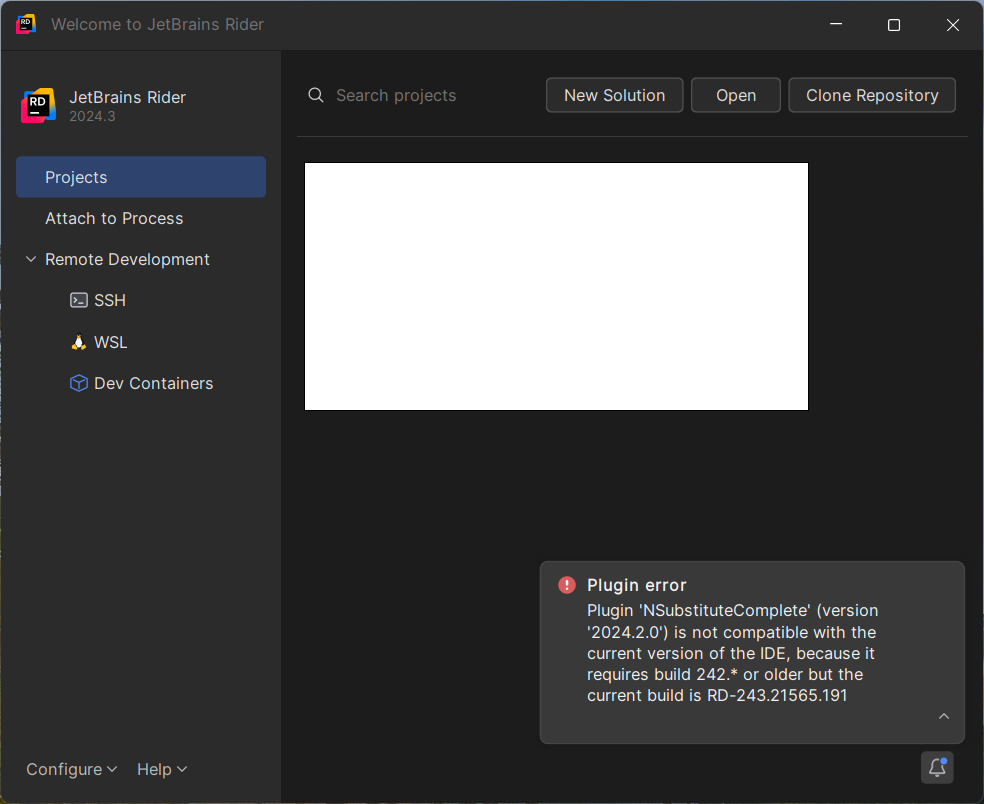 Welcome to JetBrains Rider
JetBrains Rider
2024.3
Search projects
New Solution
Open
Clone Repository
Projects
Attach to Process
Remote Development
SSH
WSL
Dev Containers
Plugin error
Plugin 'NSubstituteComplete' (version
'2024.2.0') is not compatible with the
current version of the IDE, because it
requires build 242.* or older but the
current build is RD-243.21565.191
Configure
Help